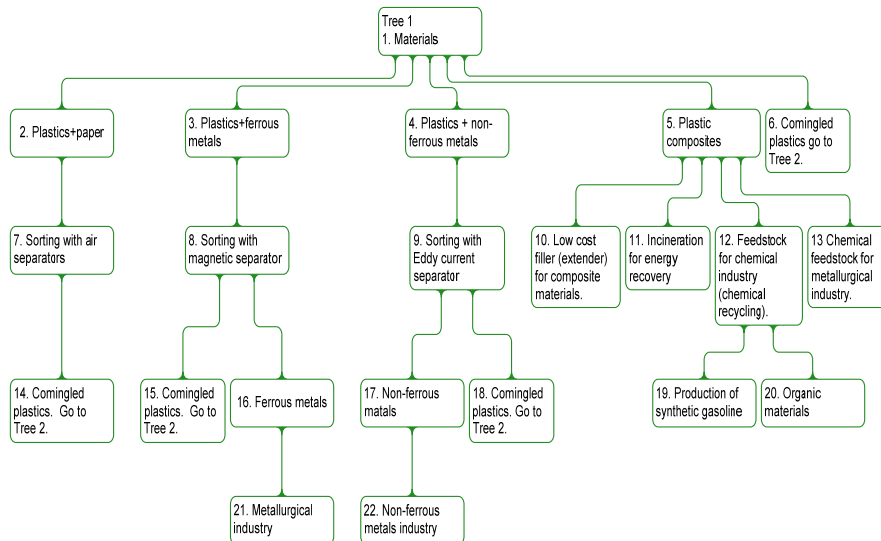 Tree 1
1. Materials
2. Plastics+paper
3. Plastics+ferrous
metals
4. Plastics + non-
ferrous metals
5. Plastic
composites
6. Comingled
plastics go to
Tree 2.
7. Sorting with air
separators
8. Sorting with
magnetic separator
9. Sorting with
Eddy current
separator
10. Low cost
filler (extender)
for composite
materials.
11. Incineration
for energy
recovery
12. Feedstock
for chemical
industry
(chemical
recycling).
13 Chemical
feedstock for
metallurgical
industry.
14. Comingled
plastics.  Go to
Tree 2.
15. Comingled
plastics.  Go to
Tree 2.
16. Ferrous metals
17. Non-ferrous
matals
18. Comingled
plastics. Go to
Tree 2.
19. Production of
synthetic gasoline
20. Organic
materials
21. Metallurgical
industry
22. Non-ferrous
metals industry